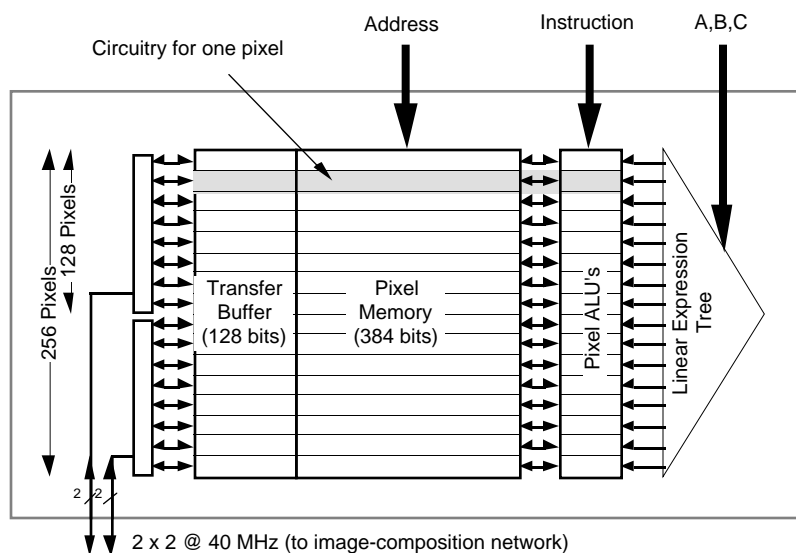 Address
Instruction
A,B,C
Circuitry for one pixel
256 Pixels
128 Pixels
Transfer
Buffer
(128 bits)
Pixel
Memory
(384 bits)
Pixel ALU's
Linear Expression
Tree
2
2
2 x 2 @ 40 MHz (to image-composition network)